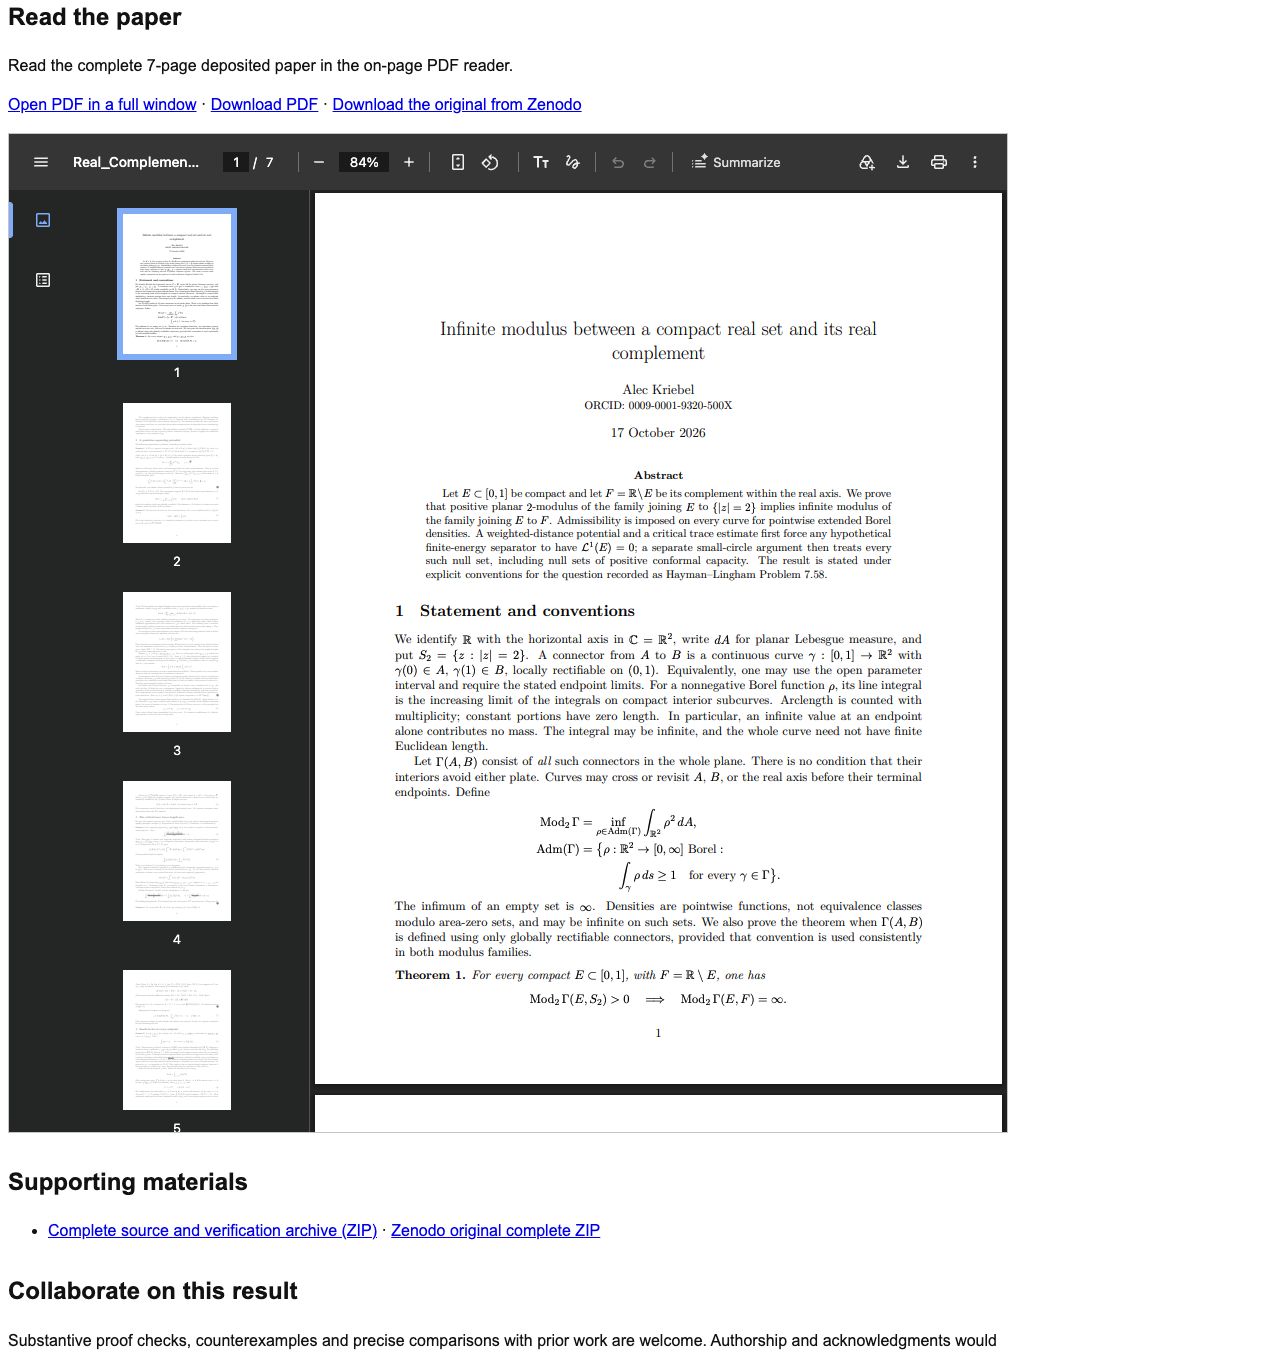 Read the paper
Read the complete 7-page deposited paper in the on-page PDF reader.
Open PDF in a full window · Download PDF · Download the original from Zenodo
Real_Complemen... 1 / 7 − 84% + Summarize
1
2
3
4
5
Infinite modulus between a compact real set and its real
complement
Alec Kriebel
ORCID: 0009-0001-9320-500X
17 October 2026
Abstract
Let E ⊂ [0, 1] be compact and let F = ℝ\E be its complement within the real axis. We prove
that positive planar 2-modulus of the family joining E to {|z| = 2} implies infinite modulus of
the family joining E to F. Admissibility is imposed on every curve for pointwise extended Borel
densities. A weighted-distance potential and a critical trace estimate first force any hypothetical
finite-energy separator to have ℒ¹(E) = 0; a separate small-circle argument then treats every
such null set, including null sets of positive conformal capacity. The result is stated under
explicit conventions for the question recorded as Hayman–Lingham Problem 7.58.
1 Statement and conventions
We identify ℝ with the horizontal axis in ℂ = ℝ², write dA for planar Lebesgue measure, and
put S₂ = {z : |z| = 2}. A connector from A to B is a continuous curve γ : [0, 1] → ℝ² with
γ(0) ∈ A, γ(1) ∈ B, locally rectifiable on (0, 1). Equivalently, one may use the open parameter
interval and require the stated endpoint limits. For a nonnegative Borel function ρ, its line integral
is the increasing limit of the integrals on compact interior subcurves. Arclength is counted with
multiplicity; constant portions have zero length. In particular, an infinite value at an endpoint
alone contributes no mass. The integral may be infinite, and the whole curve need not have finite
Euclidean length.
Let Γ(A, B) consist of all such connectors in the whole plane. There is no condition that their
interiors avoid either plate. Curves may cross or revisit A, B, or the real axis before their terminal
endpoints. Define
Mod₂ Γ = inf_{ρ∈Adm(Γ)} ∫_{ℝ²} ρ² dA,
Adm(Γ) = {ρ : ℝ² → [0, ∞] Borel :
∫_γ ρ ds ≥ 1 for every γ ∈ Γ}.
The infimum of an empty set is ∞. Densities are pointwise functions, not equivalence classes
modulo area-zero sets, and may be infinite on such sets. We also prove the theorem when Γ(A, B)
is defined using only globally rectifiable connectors, provided that convention is used consistently
in both modulus families.
Theorem 1. For every compact E ⊂ [0, 1], with F = ℝ \ E, one has
Mod₂ Γ(E, S₂) > 0 ⟹ Mod₂ Γ(E, F) = ∞.
1
Supporting materials
• Complete source and verification archive (ZIP) · Zenodo original complete ZIP
Collaborate on this result
Substantive proof checks, counterexamples and precise comparisons with prior work are welcome. Authorship and acknowledgments would